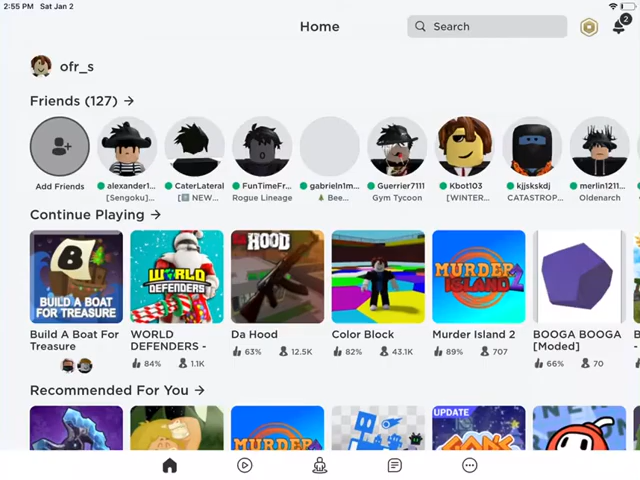 2:55 PM Sat Jan 2
Home
Search
2
ofr_s
Friends (127) →
Add Friends
alexander1...
[Sengoku]...
CaterLateral
[ NEW...
FunTimeFr...
Rogue Lineage
gabrieln1m...
Bee...
Guerrier7111
Gym Tycoon
Kbot103
[WINTER...
kjjskskdj
CATASTROP...
merlin1211...
Oldenarch
Continue Playing →
B
BUILD A BOAT
FOR TREASURE
WORLD
DEFENDERS
DA HOOD
MURDER
ISLAND 2
Build A Boat For
Treasure
WORLD
DEFENDERS -
84% 1.1K
Da Hood
63% 12.5K
Color Block
82% 43.1K
Murder Island 2
89% 707
BOOGA BOOGA
[Moded]
66% 70
Recommended For You →
MURDER
UPDATE